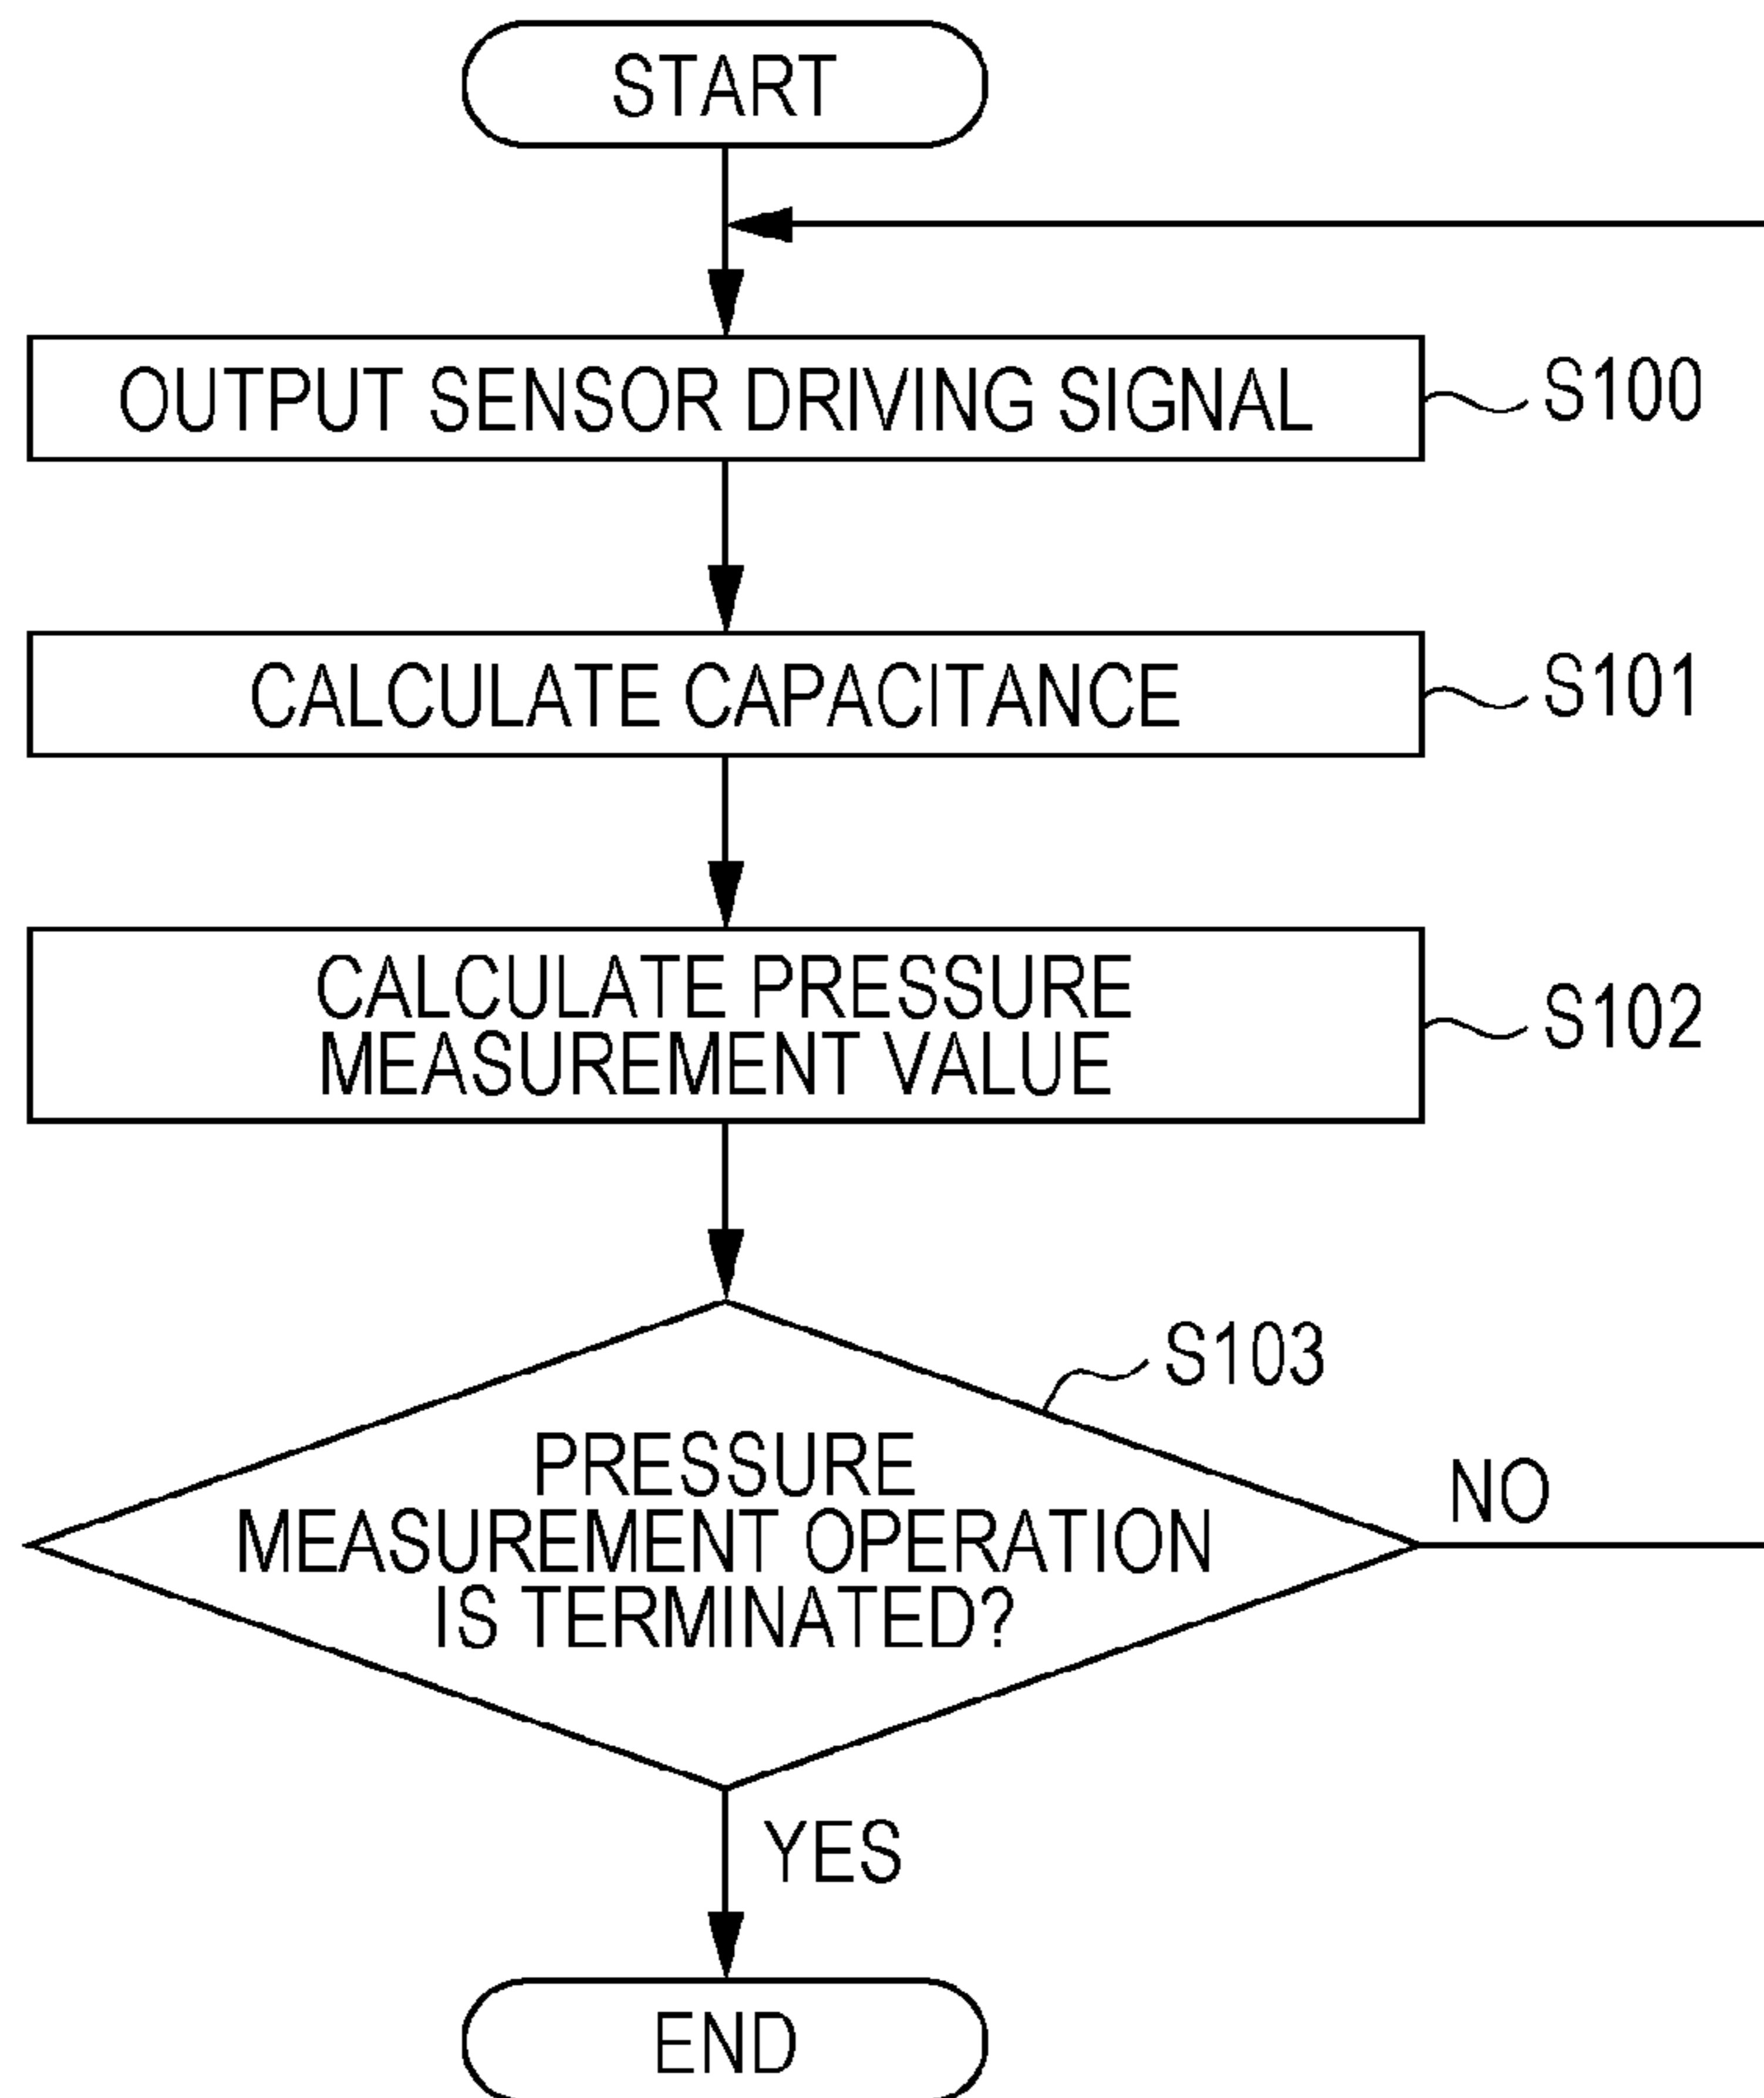 START
OUTPUT SENSOR DRIVING SIGNAL
S100
CALCULATE CAPACITANCE
S101
CALCULATE PRESSURE
MEASUREMENT VALUE
S102
S103
PRESSURE
MEASUREMENT OPERATION
IS TERMINATED?
NO
YES
END